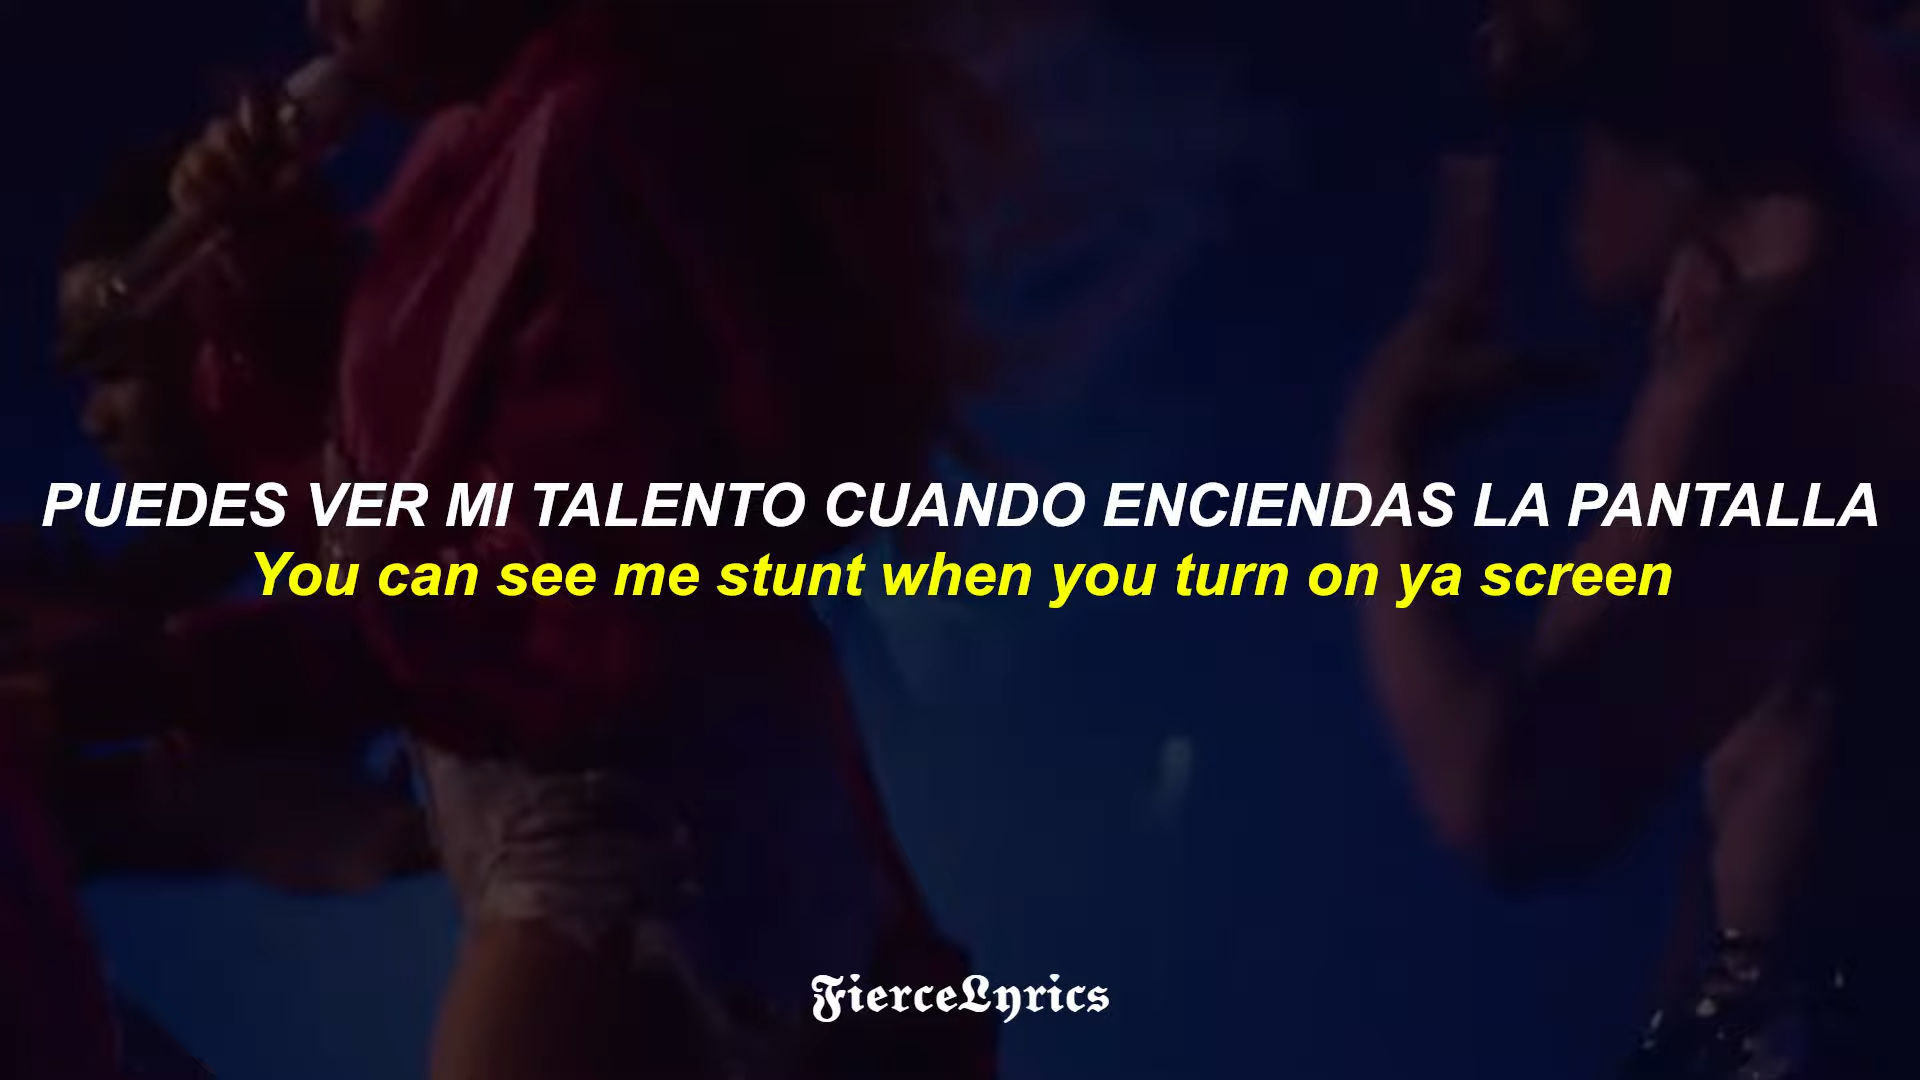 PUEDES VER MI TALENTO CUANDO ENCIENDAS LA PANTALLA
You can see me stunt when you turn on ya screen
FierceLyrics